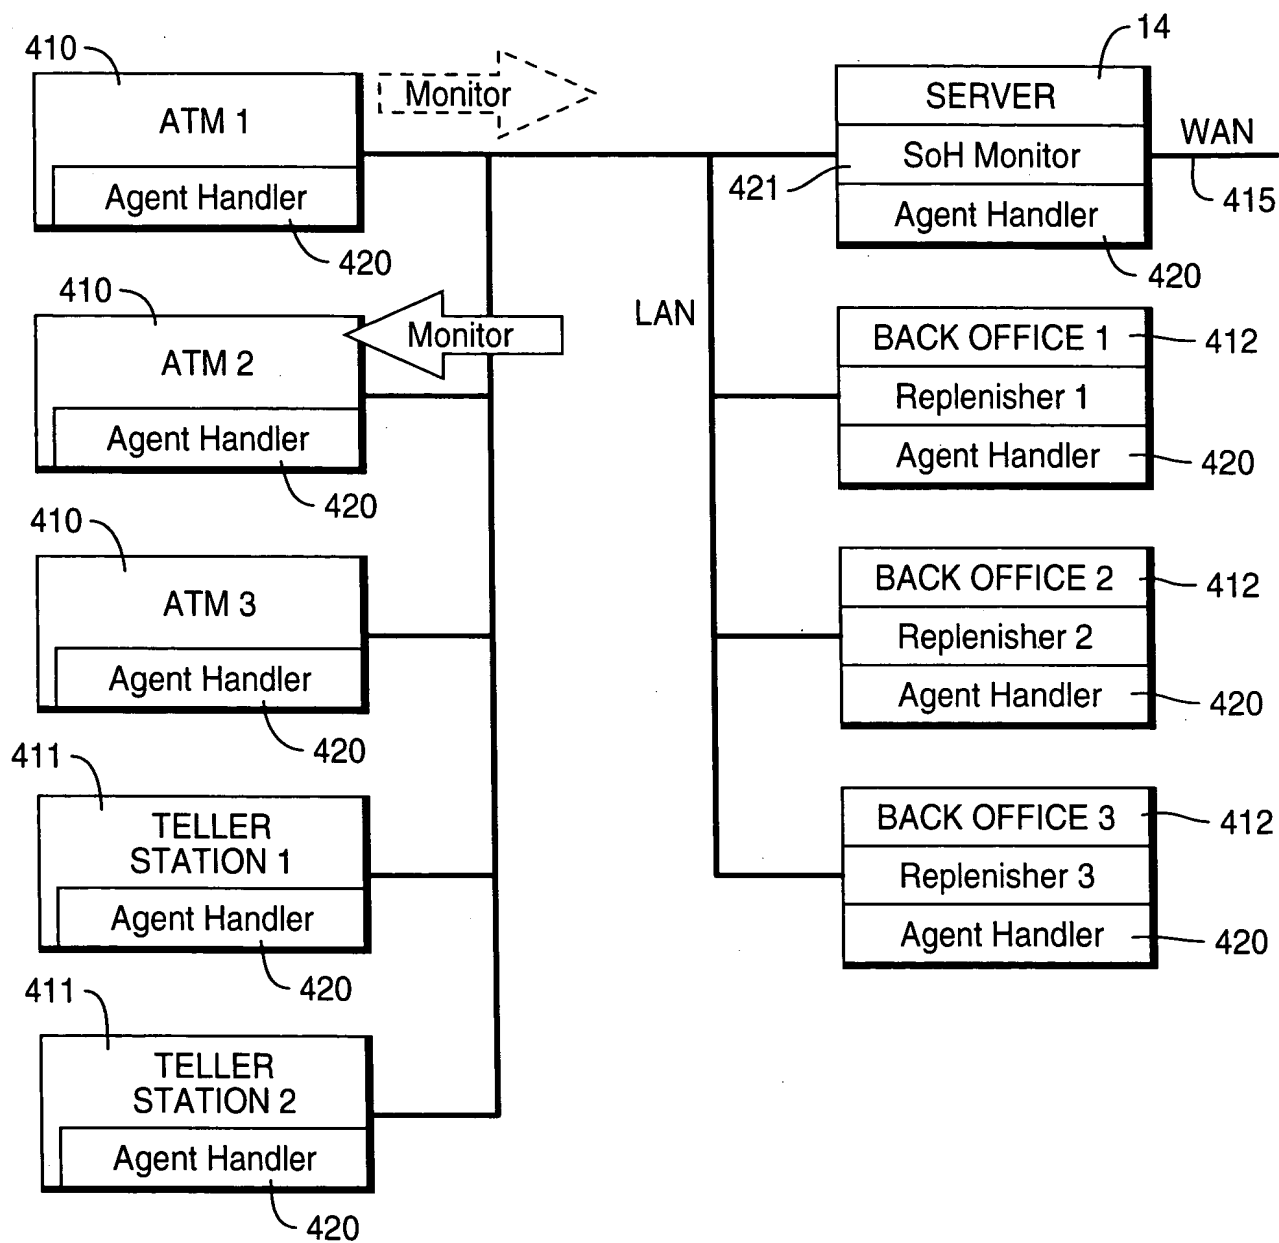 410
ATM 1
Agent Handler
420
Monitor
14
SERVER
SoH Monitor
421
Agent Handler
420
WAN
415
410
ATM 2
Agent Handler
420
Monitor
LAN
BACK OFFICE 1
412
Replenisher 1
Agent Handler
420
410
ATM 3
Agent Handler
420
BACK OFFICE 2
412
Replenisher 2
Agent Handler
420
411
TELLER
STATION 1
Agent Handler
420
BACK OFFICE 3
412
Replenisher 3
Agent Handler
420
411
TELLER
STATION 2
Agent Handler
420